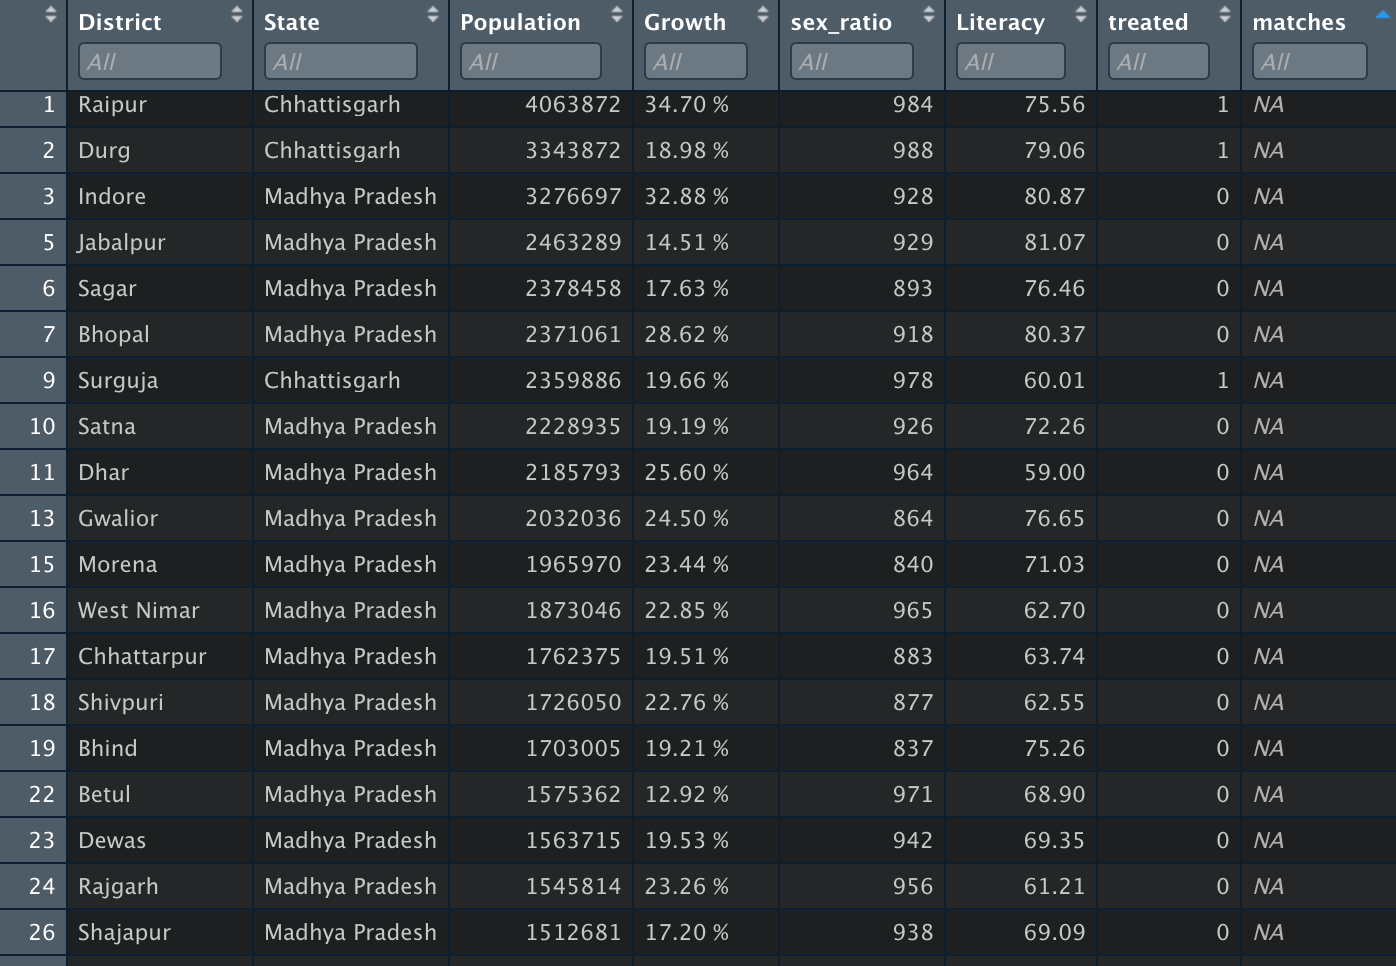 District State Population Growth sex_ratio Literacy treated matches
All All All All All All All All
1 Raipur Chhattisgarh 4063872 34.70 % 984 75.56 1 NA
2 Durg Chhattisgarh 3343872 18.98 % 988 79.06 1 NA
3 Indore Madhya Pradesh 3276697 32.88 % 928 80.87 0 NA
5 Jabalpur Madhya Pradesh 2463289 14.51 % 929 81.07 0 NA
6 Sagar Madhya Pradesh 2378458 17.63 % 893 76.46 0 NA
7 Bhopal Madhya Pradesh 2371061 28.62 % 918 80.37 0 NA
9 Surguja Chhattisgarh 2359886 19.66 % 978 60.01 1 NA
10 Satna Madhya Pradesh 2228935 19.19 % 926 72.26 0 NA
11 Dhar Madhya Pradesh 2185793 25.60 % 964 59.00 0 NA
13 Gwalior Madhya Pradesh 2032036 24.50 % 864 76.65 0 NA
15 Morena Madhya Pradesh 1965970 23.44 % 840 71.03 0 NA
16 West Nimar Madhya Pradesh 1873046 22.85 % 965 62.70 0 NA
17 Chhattarpur Madhya Pradesh 1762375 19.51 % 883 63.74 0 NA
18 Shivpuri Madhya Pradesh 1726050 22.76 % 877 62.55 0 NA
19 Bhind Madhya Pradesh 1703005 19.21 % 837 75.26 0 NA
22 Betul Madhya Pradesh 1575362 12.92 % 971 68.90 0 NA
23 Dewas Madhya Pradesh 1563715 19.53 % 942 69.35 0 NA
24 Rajgarh Madhya Pradesh 1545814 23.26 % 956 61.21 0 NA
26 Shajapur Madhya Pradesh 1512681 17.20 % 938 69.09 0 NA